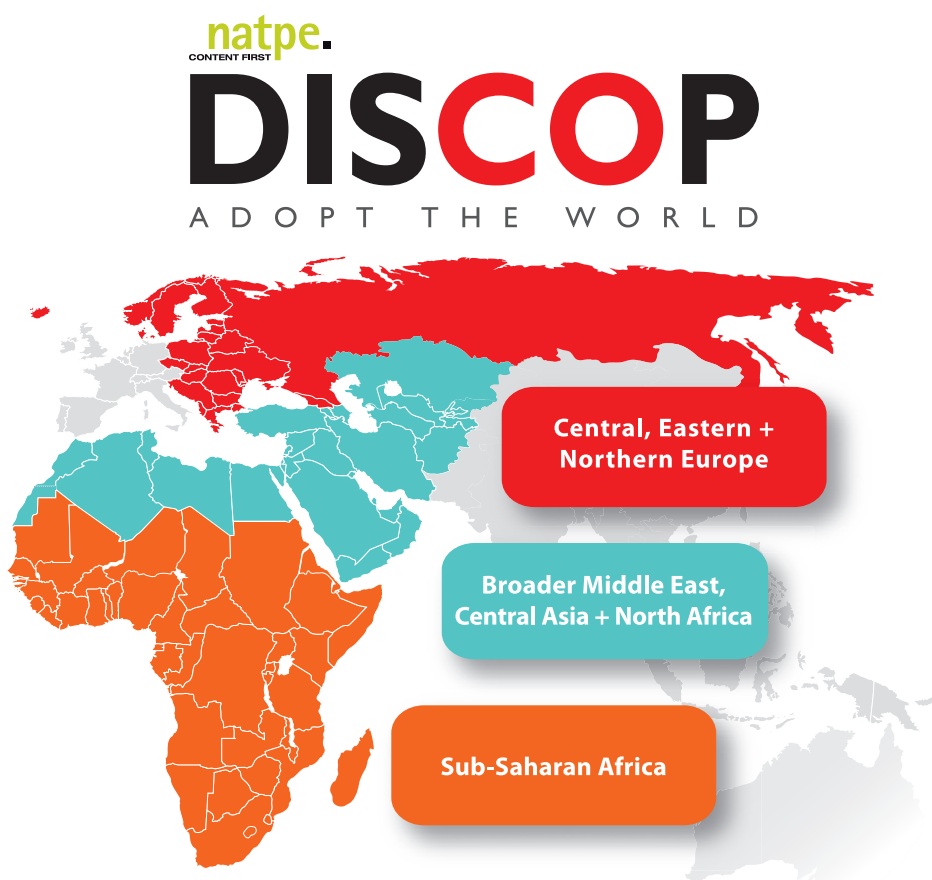 natpe.
CONTENT FIRST
DISCOP
ADOPT THE WORLD
Central, Eastern +
Northern Europe
Broader Middle East,
Central Asia + North Africa
Sub-Saharan Africa